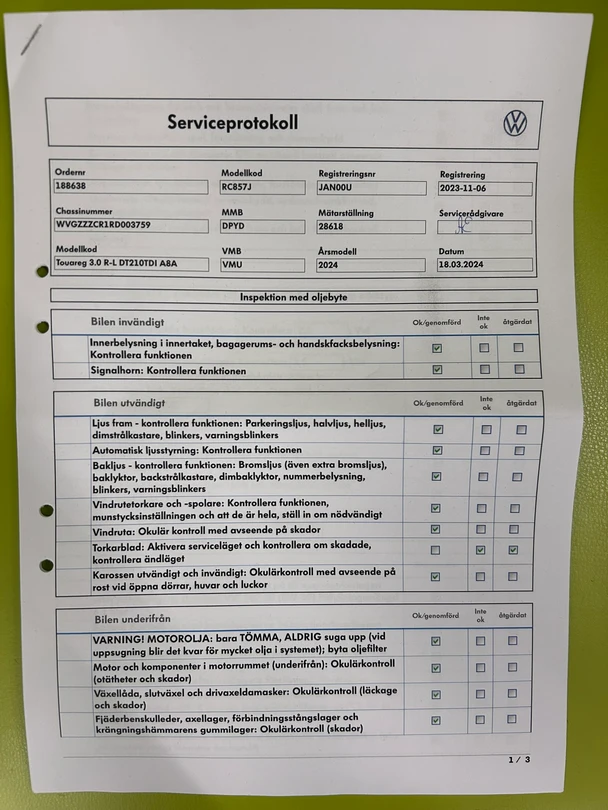 Serviceprotokoll
Ordernr Modellkod Registreringsnr Registrering
188638 RC857J JAN00U 2023-11-06
Chassinummer MMB Mätarställning Servicerådgivare
WVGZZZCR1RD003759 DPYD 28618
Modellkod VMB Årsmodell Datum
Touareg 3.0 R-L DT210TDI A8A VMU 2024 18.03.2024
Inspektion med oljebyte
Bilen invändigt Ok/genomförd Inte ok åtgärdat
Innerbelysning i innertaket, bagagerums- och handskfacksbelysning:
Kontrollera funktionen
Signalhorn: Kontrollera funktionen
Bilen utvändigt Ok/genomförd Inte ok åtgärdat
Ljus fram - kontrollera funktionen: Parkeringsljus, halvljus, helljus,
dimstrålkastare, blinkers, varningsblinkers
Automatisk ljusstyrning: Kontrollera funktionen
Bakljus - kontrollera funktionen: Bromsljus (även extra bromsljus),
baklyktor, backstrålkastare, dimbaklyktor, nummerbelysning,
blinkers, varningsblinkers
Vindrutetorkare och -spolare: Kontrollera funktionen,
munstycksinställningen och att de är hela, ställ in om nödvändigt
Vindruta: Okulär kontroll med avseende på skador
Torkarblad: Aktivera serviceläget och kontrollera om skadade,
kontrollera ändläget
Karossen utvändigt och invändigt: Okulärkontroll med avseende på
rost vid öppna dörrar, huvar och luckor
Bilen underifrån Ok/genomförd Inte ok åtgärdat
VARNING! MOTOROLJA: bara TÖMMA, ALDRIG suga upp (vid
uppsugning blir det kvar för mycket olja i systemet); byta oljefilter
Motor och komponenter i motorrummet (underifrån): Okulärkontroll
(otätheter och skador)
Växellåda, slutväxel och drivaxeldamasker: Okulärkontroll (läckage
och skador)
Fjäderbenskulleder, axellager, förbindningsstångslager och
krängningshämmarens gummilager: Okulärkontroll (skador)
1 / 3